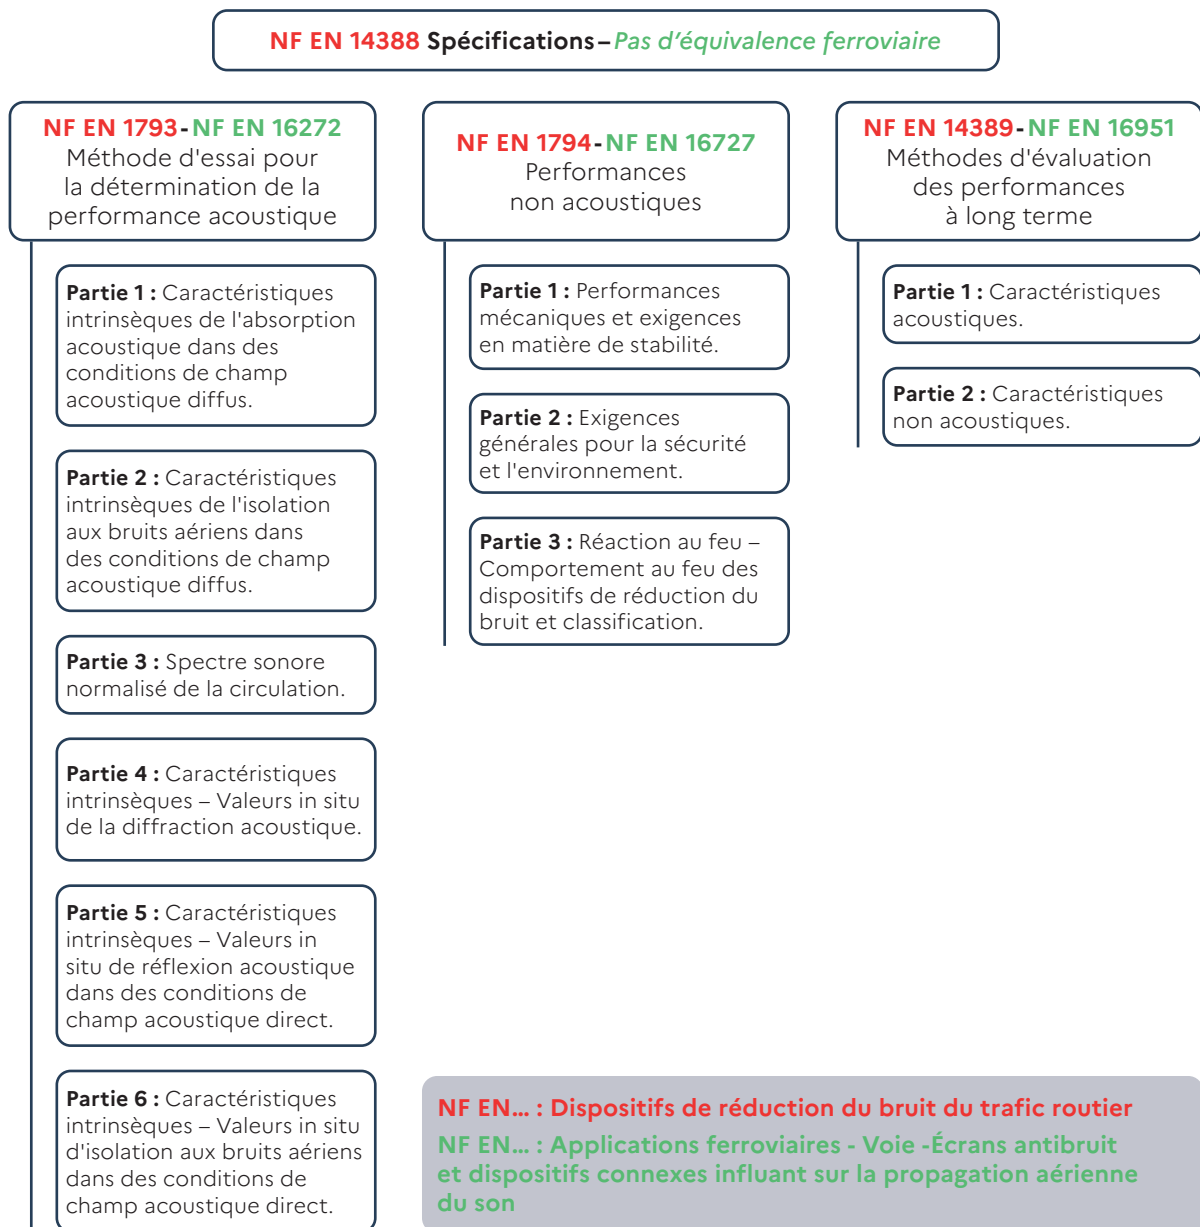 NF EN 14388 Spécifications – Pas d'équivalence ferroviaire
NF EN 1793 - NF EN 16272
Méthode d'essai pour
la détermination de la
performance acoustique
Partie 1 : Caractéristiques
intrinsèques de l'absorption
acoustique dans des
conditions de champ
acoustique diffus.
Partie 2 : Caractéristiques
intrinsèques de l'isolation
aux bruits aériens dans
des conditions de champ
acoustique diffus.
Partie 3 : Spectre sonore
normalisé de la circulation.
Partie 4 : Caractéristiques
intrinsèques – Valeurs in situ
de la diffraction acoustique.
Partie 5 : Caractéristiques
intrinsèques – Valeurs in
situ de réflexion acoustique
dans des conditions de
champ acoustique direct.
Partie 6 : Caractéristiques
intrinsèques – Valeurs in situ
d'isolation aux bruits aériens
dans des conditions de
champ acoustique direct.
NF EN 1794 - NF EN 16727
Performances
non acoustiques
Partie 1 : Performances
mécaniques et exigences
en matière de stabilité.
Partie 2 : Exigences
générales pour la sécurité
et l'environnement.
Partie 3 : Réaction au feu –
Comportement au feu des
dispositifs de réduction du
bruit et classification.
NF EN 14389 - NF EN 16951
Méthodes d'évaluation
des performances
à long terme
Partie 1 : Caractéristiques
acoustiques.
Partie 2 : Caractéristiques
non acoustiques.
NF EN... : Dispositifs de réduction du bruit du trafic routier
NF EN... : Applications ferroviaires - Voie -Écrans antibruit
et dispositifs connexes influant sur la propagation aérienne
du son